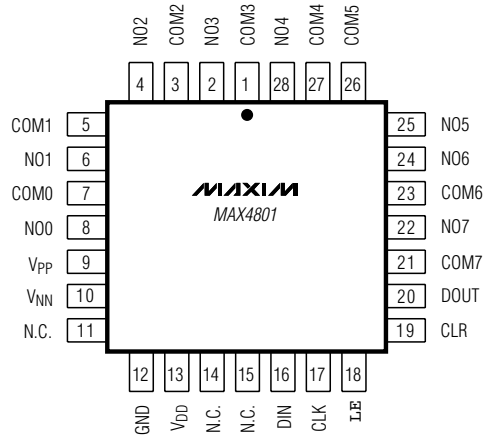 NO2 COM2 NO3 COM3 NO4 COM4 COM5
4 3 2 1 28 27 26
COM1 5 25 NO5
NO1 6 24 NO6
COM0 7 23 COM6
NO0 8 22 NO7
VPP 9 21 COM7
VNN 10 20 DOUT
N.C. 11 19 CLR
MAXIM
MAX4801
12 13 14 15 16 17 18
GND VDD N.C. N.C. DIN CLK LE